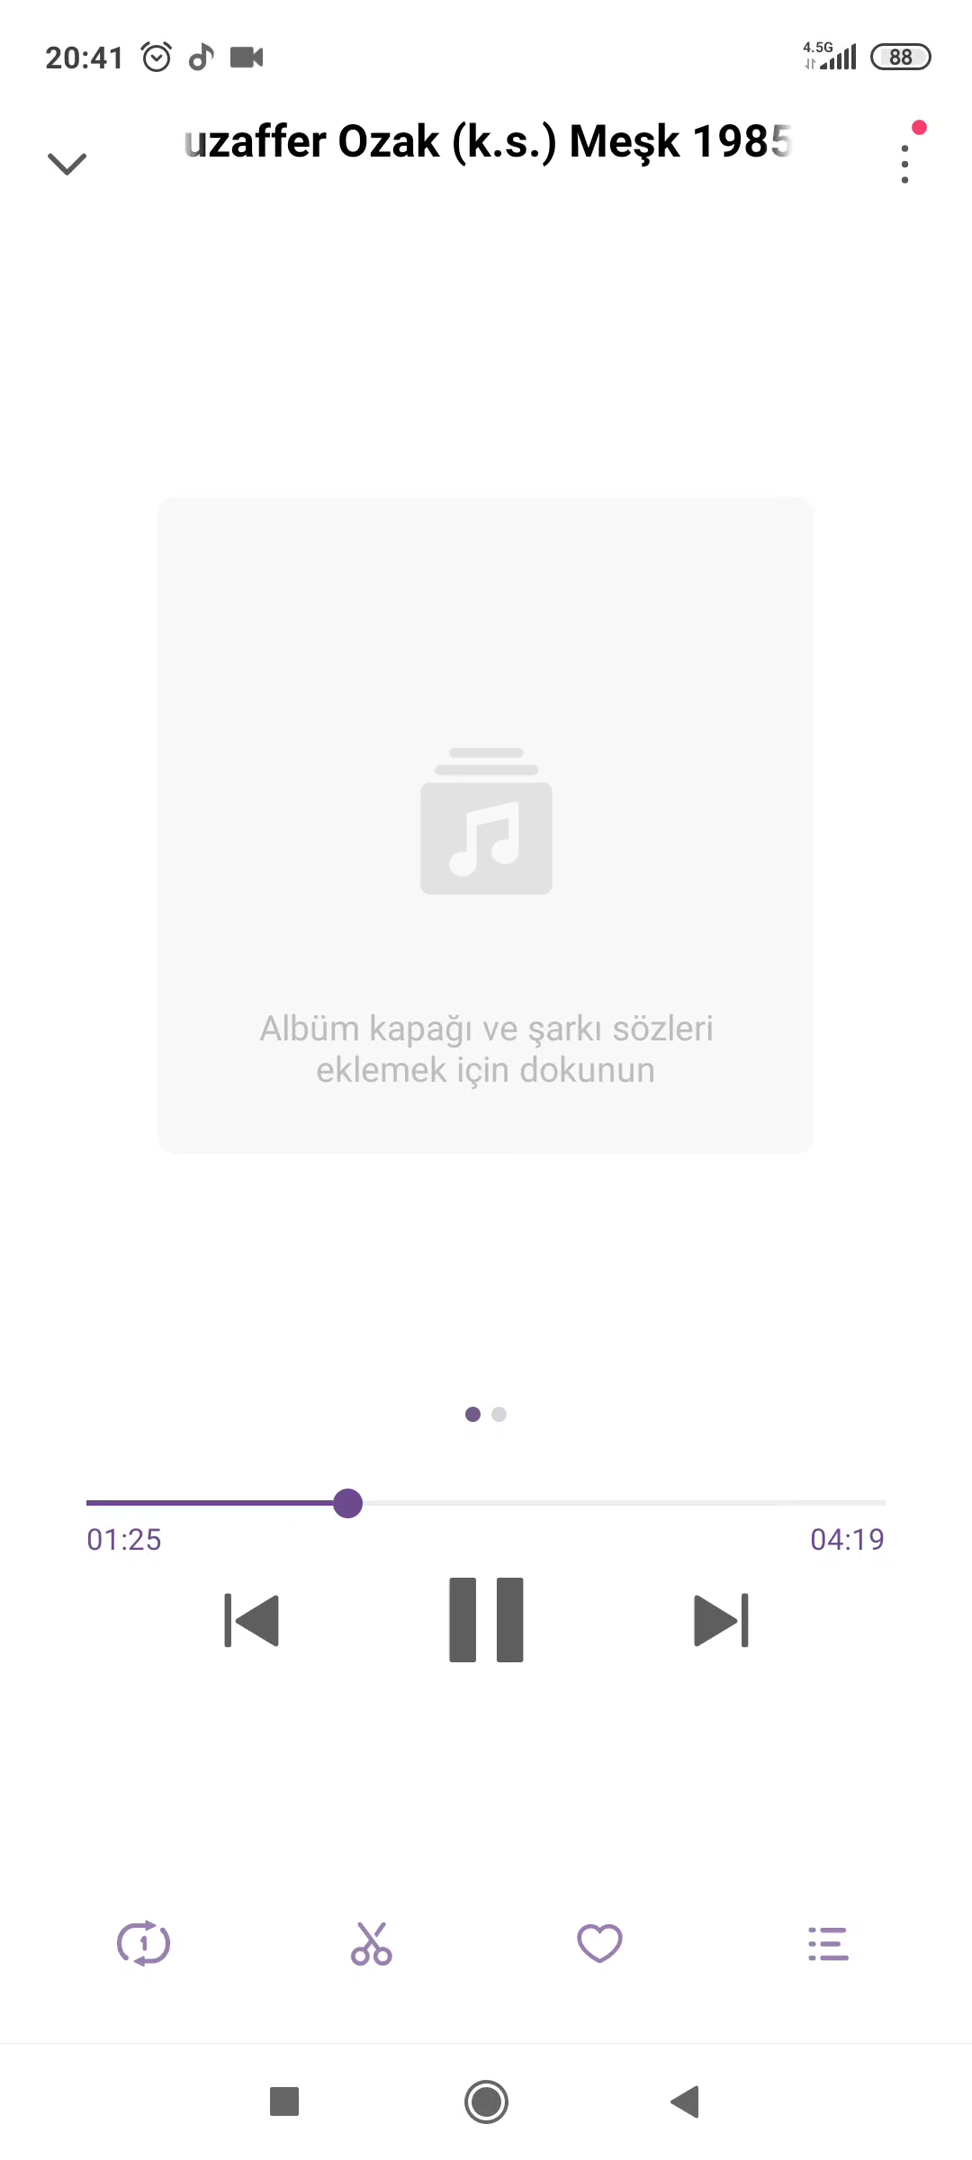 20:41
4.5G
88
uzaffer Ozak (k.s.) Meşk 1985
Albüm kapağı ve şarkı sözleri
eklemek için dokunun
01:25
04:19
1